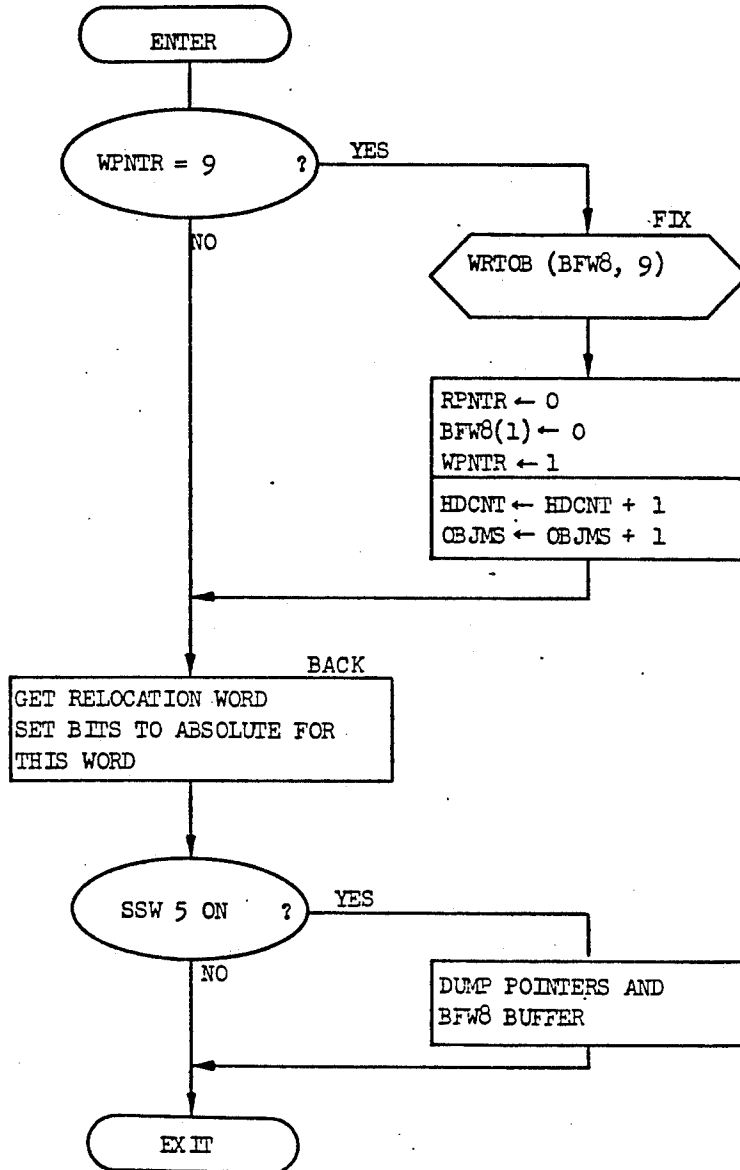 ENTER
WPNTR = 9 ?
YES
NO
FIX
WRTOB (BFW8, 9)
RPNTR ← 0
BFW8(1) ← 0
WPNTR ← 1
HDCNT ← HDCNT + 1
OBJMS ← OBJMS + 1
BACK
GET RELOCATION WORD
SET BITS TO ABSOLUTE FOR
THIS WORD
SSW 5 ON ?
YES
NO
DUMP POINTERS AND
BFW8 BUFFER
EXIT